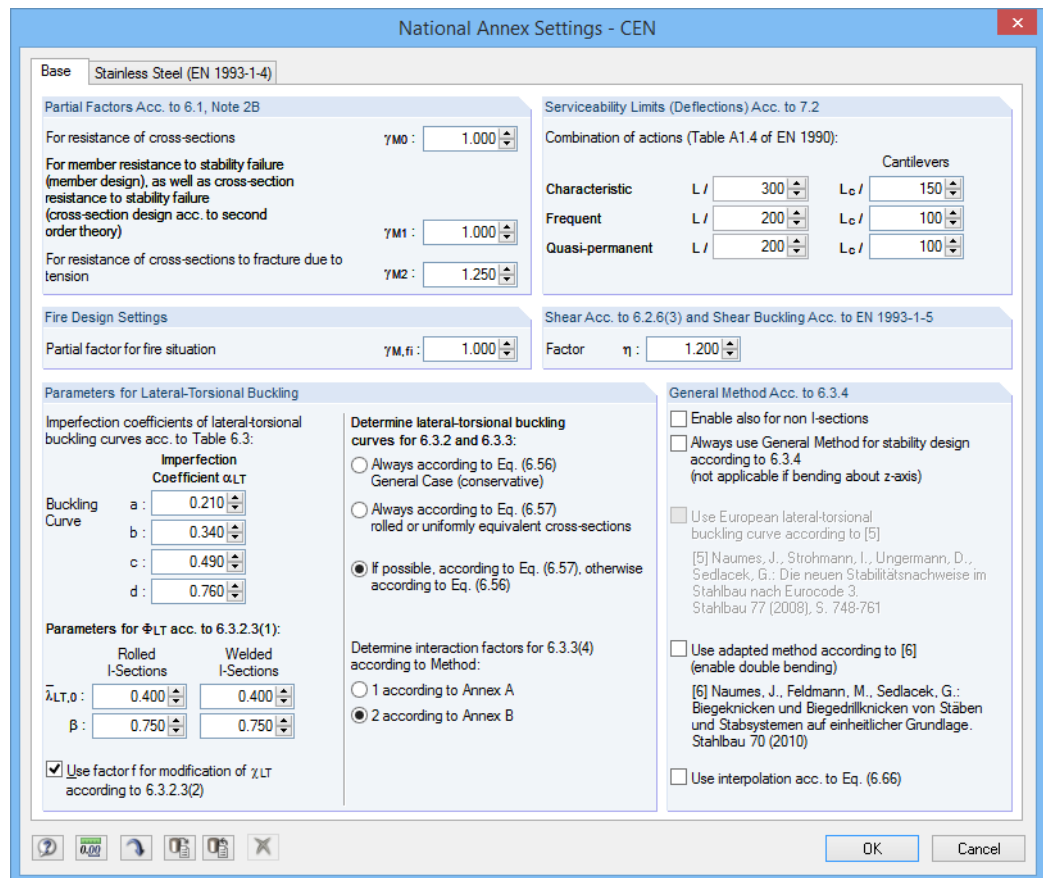 National Annex Settings - CEN
Base
Stainless Steel (EN 1993-1-4)
Partial Factors Acc. to 6.1, Note 2B
For resistance of cross-sections
γM0 :
1.000
For member resistance to stability failure
(member design), as well as cross-section
resistance to stability failure
(cross-section design acc. to second
order theory)
γM1 :
1.000
For resistance of cross-sections to fracture due to
tension
γM2 :
1.250
Serviceability Limits (Deflections) Acc. to 7.2
Combination of actions (Table A1.4 of EN 1990):
Cantilevers
Characteristic L / 300 Lc / 150
Frequent L / 200 Lc / 100
Quasi-permanent L / 200 Lc / 100
Fire Design Settings
Partial factor for fire situation
γM,fi :
1.000
Shear Acc. to 6.2.6(3) and Shear Buckling Acc. to EN 1993-1-5
Factor η : 1.200
Parameters for Lateral-Torsional Buckling
Imperfection coefficients of lateral-torsional
buckling curves acc. to Table 6.3:
Imperfection
Coefficient αLT
Buckling
Curve
a : 0.210
b : 0.340
c : 0.490
d : 0.760
Parameters for ΦLT acc. to 6.3.2.3(1):
Rolled
I-Sections
Welded
I-Sections
λ̅LT,0 : 0.400 0.400
β : 0.750 0.750
Use factor f for modification of χLT
according to 6.3.2.3(2)
Determine lateral-torsional buckling
curves for 6.3.2 and 6.3.3:
Always according to Eq. (6.56)
General Case (conservative)
Always according to Eq. (6.57)
rolled or uniformly equivalent cross-sections
If possible, according to Eq. (6.57), otherwise
according to Eq. (6.56)
Determine interaction factors for 6.3.3(4)
according to Method:
1 according to Annex A
2 according to Annex B
General Method Acc. to 6.3.4
Enable also for non I-sections
Always use General Method for stability design
according to 6.3.4
(not applicable if bending about z-axis)
Use European lateral-torsional
buckling curve according to [5]
[5] Naumes, J., Strohmann, I., Ungermann, D.,
Sedlacek, G.: Die neuen Stabilitätsnachweise im
Stahlbau nach Eurocode 3.
Stahlbau 77 (2008), S. 748-761
Use adapted method according to [6]
(enable double bending)
[6] Naumes, J., Feldmann, M., Sedlacek, G.:
Biegeknicken und Biegedrillknicken von Stäben
und Stabsystemen auf einheitlicher Grundlage.
Stahlbau 70 (2010)
Use interpolation acc. to Eq. (6.66)
0.00
OK
Cancel